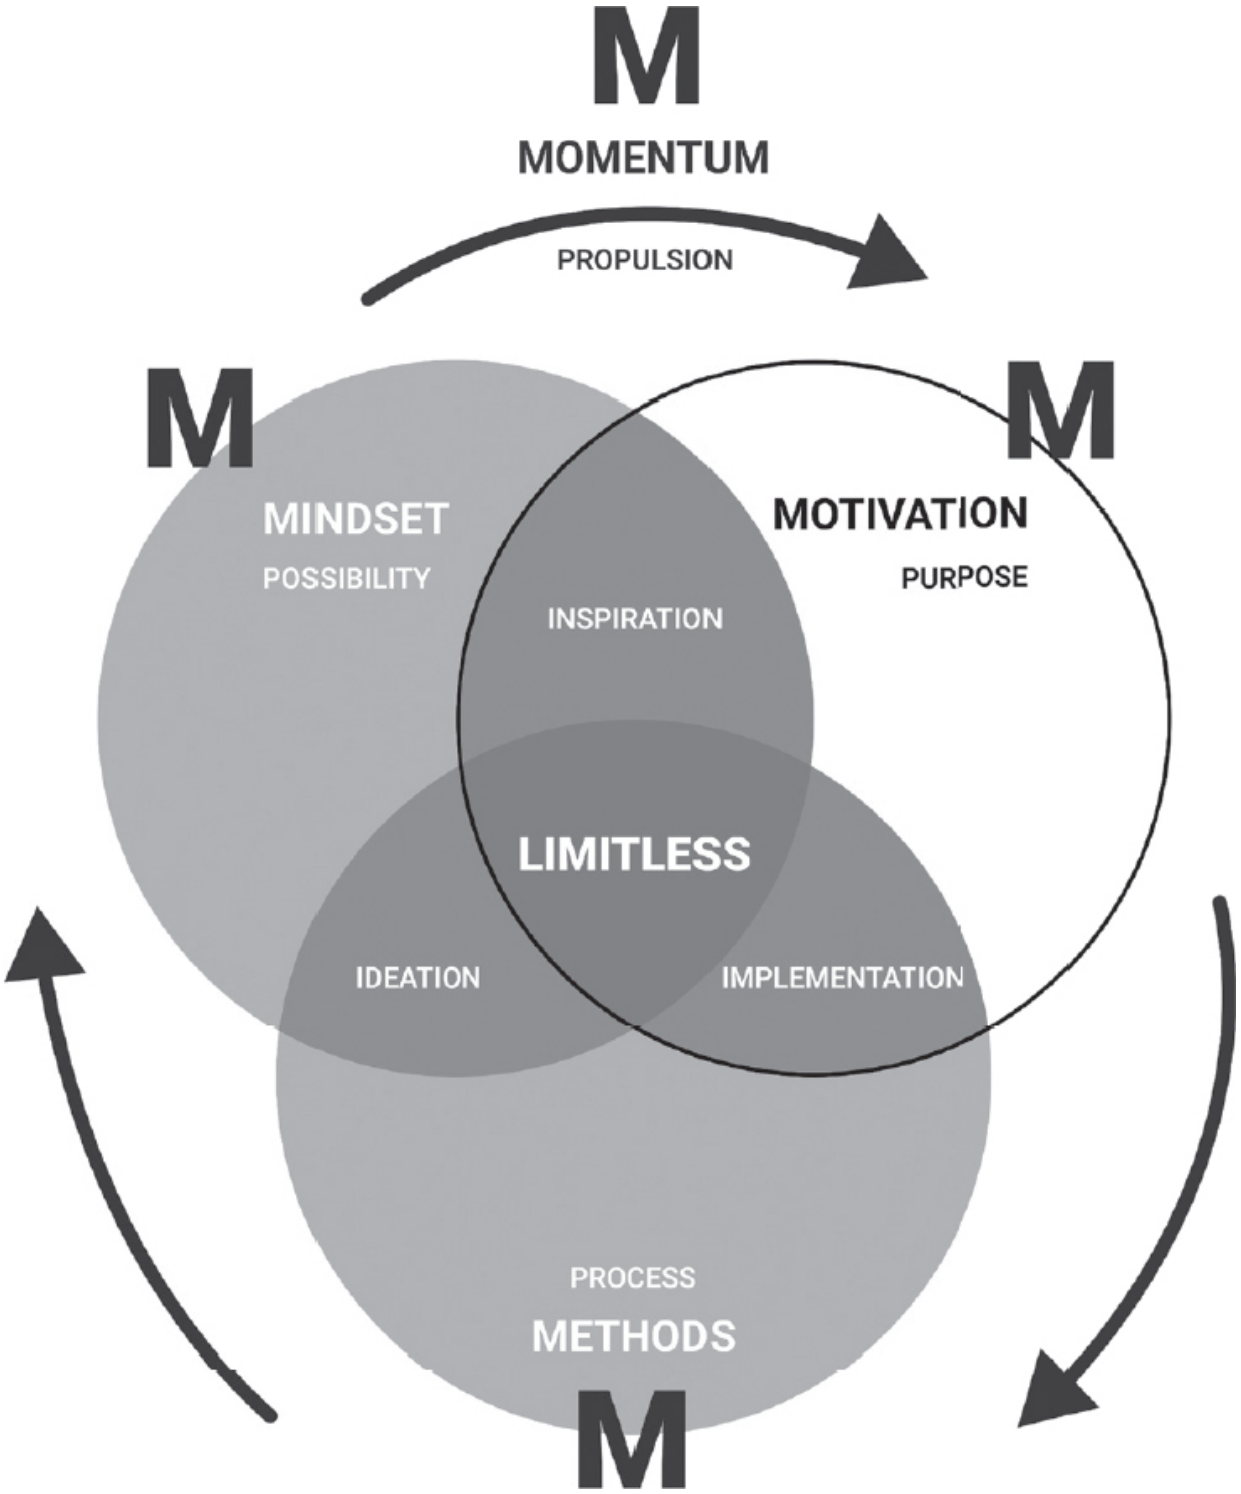 M
MOMENTUM
PROPULSION
M
M
MINDSET
POSSIBILITY
MOTIVATION
PURPOSE
INSPIRATION
LIMITLESS
IDEATION
IMPLEMENTATION
PROCESS
METHODS
M